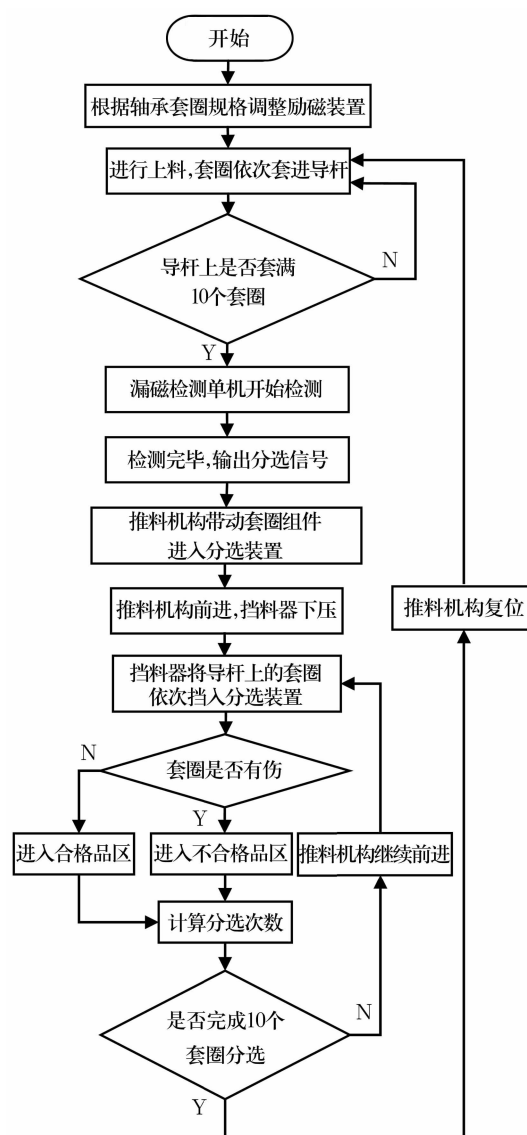 开始
根据轴承套圈规格调整励磁装置
进行上料,套圈依次套进导杆
导杆上是否套满
10个套圈
N
Y
漏磁检测单机开始检测
检测完毕,输出分选信号
推料机构带动套圈组件
进入分选装置
推料机构前进,挡料器下压
推料机构复位
挡料器将导杆上的套圈
依次挡入分选装置
N
套圈是否有伤
Y
进入合格品区
进入不合格品区
推料机构继续前进
计算分选次数
是否完成10个
套圈分选
N
Y